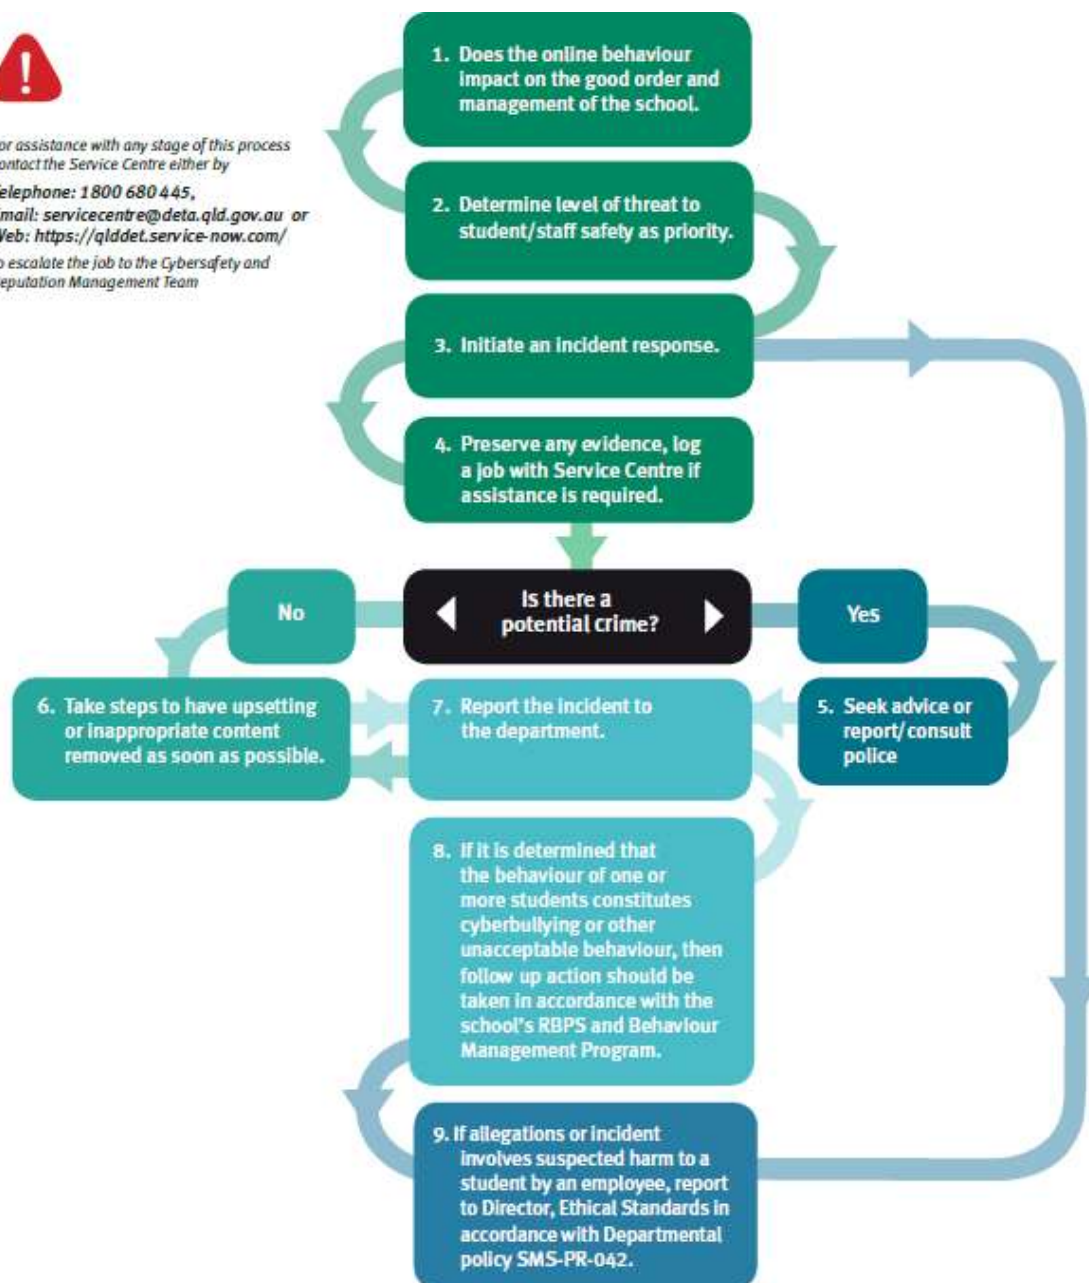 !
or assistance with any stage of this process
ontact the Service Centre either by
elephone: 1800 680 445,
mail: servicecentre@deta.qld.gov.au or
Web: https://qlddet.service-now.com/
o escalate the job to the Cybersafety and
eputation Management Team
1. Does the online behaviour
impact on the good order and
management of the school.
2. Determine level of threat to
student/staff safety as priority.
3. Initiate an incident response.
4. Preserve any evidence, log
a job with Service Centre if
assistance is required.
No
Is there a
potential crime?
Yes
6. Take steps to have upsetting
or inappropriate content
removed as soon as possible.
7. Report the incident to
the department.
5. Seek advice or
report/consult
police
8. If it is determined that
the behaviour of one or
more students constitutes
cyberbullying or other
unacceptable behaviour, then
follow up action should be
taken in accordance with the
school's RBPS and Behaviour
Management Program.
9. If allegations or incident
involves suspected harm to a
student by an employee, report
to Director, Ethical Standards in
accordance with Departmental
policy SMS-PR-042.